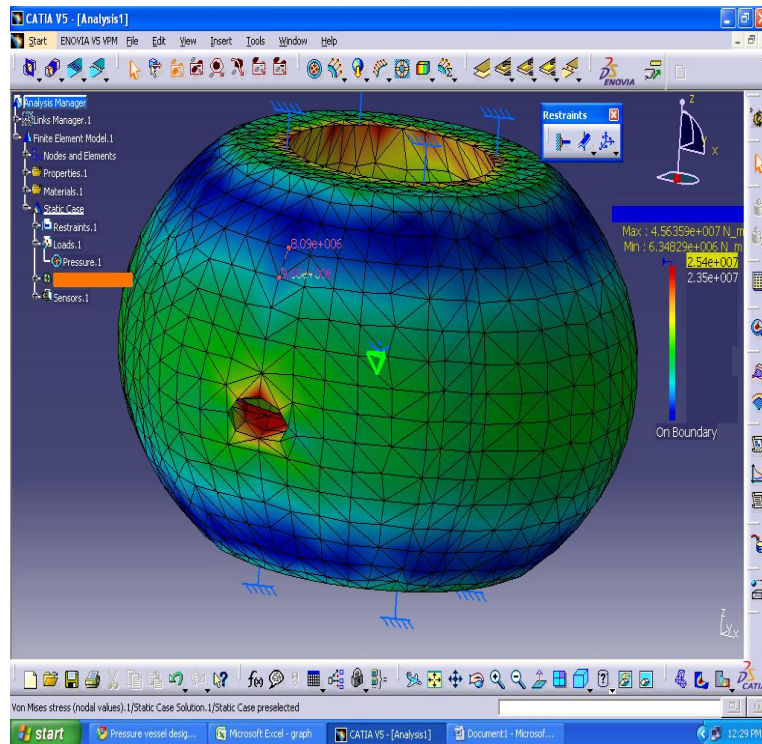 CATIA V5 - [Analysis1]
Start ENOVIA V5 VPM File Edit View Insert Tools Window Help
ENOVIA
Analysis Manager
Links Manager.1
Finite Element Model.1
Nodes and Elements
Properties.1
Materials.1
Static Case
Restraints.1
Loads.1
Pressure.1
Sensors.1
Restraints
z
x
8.09e+006
Max : 4.56359e+007 N_m
Min : 6.34829e+006 N_m
2.54e+007
2.35e+007
On Boundary
z
y x
f(x)
CATIA
Von Mises stress (nodal values).1/Static Case Solution.1/Static Case preselected
start Pressure vessel desig... Microsoft Excel - graph CATIA V5 - [Analysis1] Document1 - Microsof... 12:29 PM